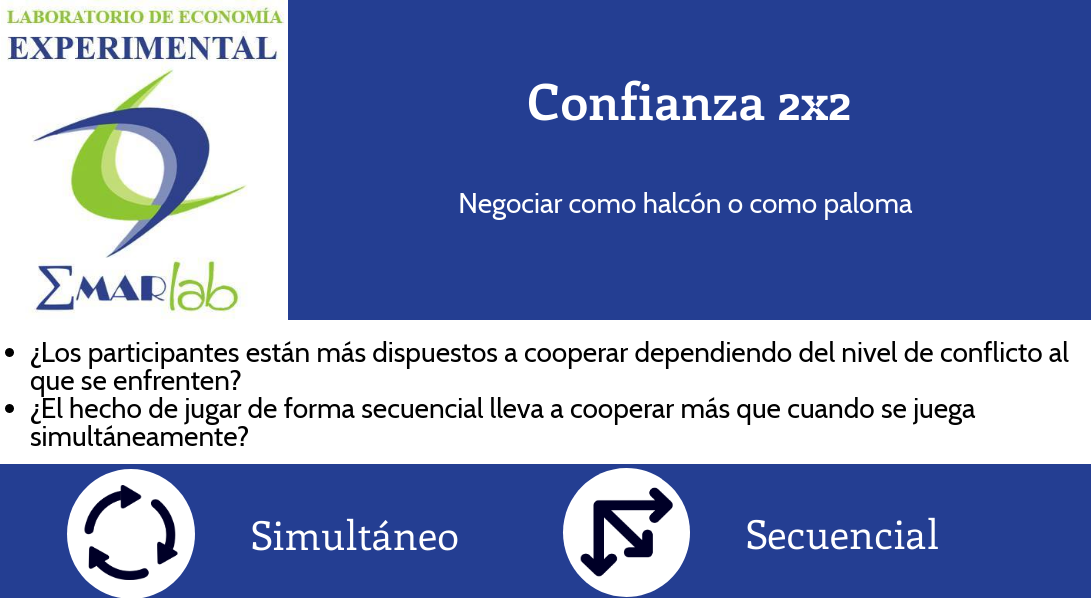 LABORATORIO DE ECONOMÍA
EXPERIMENTAL
ΣMARlab
Confianza 2x2
Negociar como halcón o como paloma
• ¿Los participantes están más dispuestos a cooperar dependiendo del nivel de conflicto al
que se enfrenten?
• ¿El hecho de jugar de forma secuencial lleva a cooperar más que cuando se juega
simultáneamente?
Simultáneo
Secuencial